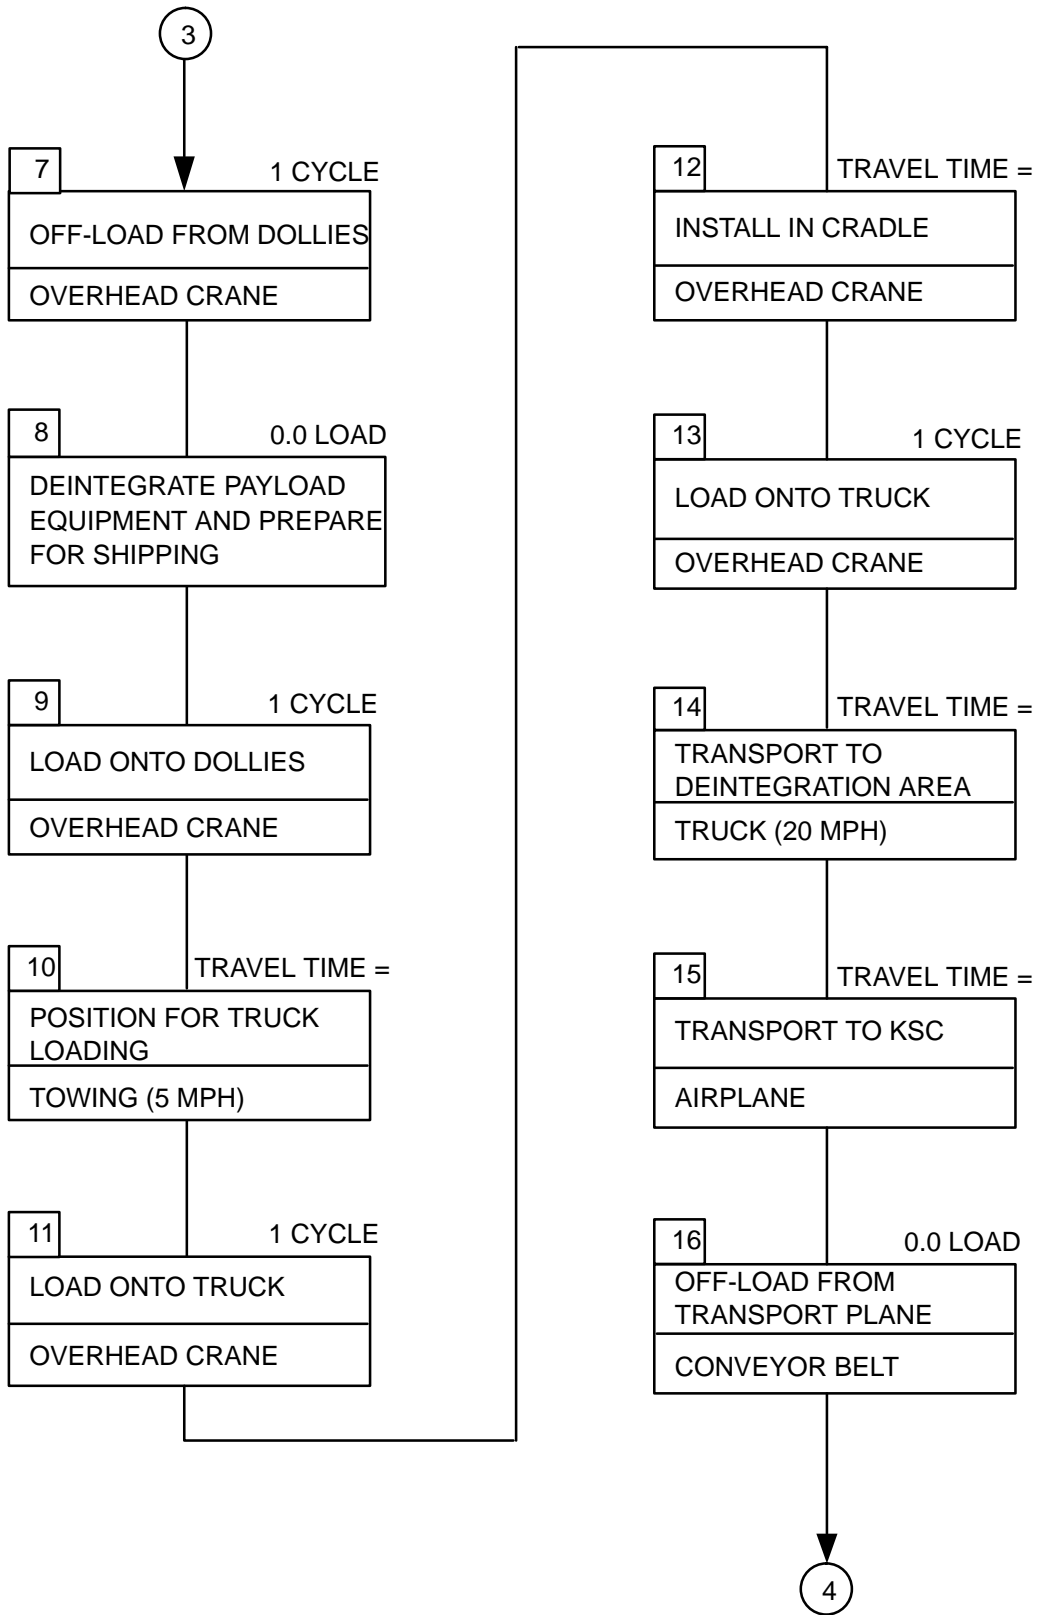 3
7
1 CYCLE
OFF-LOAD FROM DOLLIES
OVERHEAD CRANE
8
0.0 LOAD
DEINTEGRATE PAYLOAD
EQUIPMENT AND PREPARE
FOR SHIPPING
9
1 CYCLE
LOAD ONTO DOLLIES
OVERHEAD CRANE
10
TRAVEL TIME =
POSITION FOR TRUCK
LOADING
TOWING (5 MPH)
11
1 CYCLE
LOAD ONTO TRUCK
OVERHEAD CRANE
12
TRAVEL TIME =
INSTALL IN CRADLE
OVERHEAD CRANE
13
1 CYCLE
LOAD ONTO TRUCK
OVERHEAD CRANE
14
TRAVEL TIME =
TRANSPORT TO
DEINTEGRATION AREA
TRUCK (20 MPH)
15
TRAVEL TIME =
TRANSPORT TO KSC
AIRPLANE
16
0.0 LOAD
OFF-LOAD FROM
TRANSPORT PLANE
CONVEYOR BELT
4